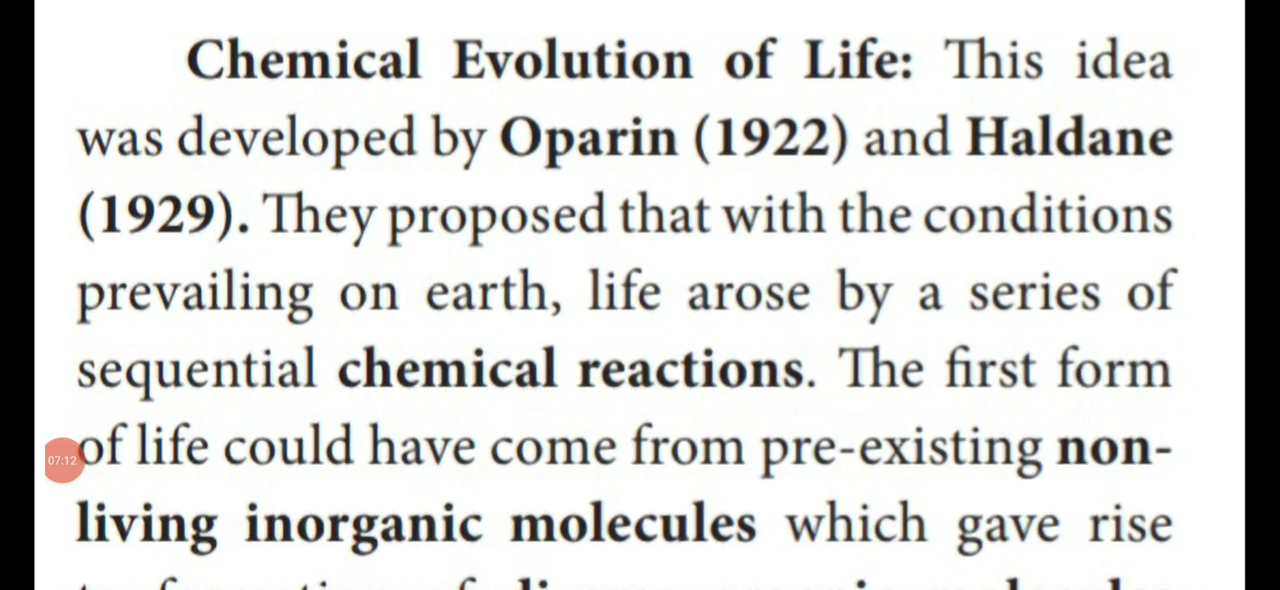 Chemical Evolution of Life: This idea
was developed by Oparin (1922) and Haldane
(1929). They proposed that with the conditions
prevailing on earth, life arose by a series of
sequential chemical reactions. The first form
07:12
of life could have come from pre-existing non-
living inorganic molecules which gave rise